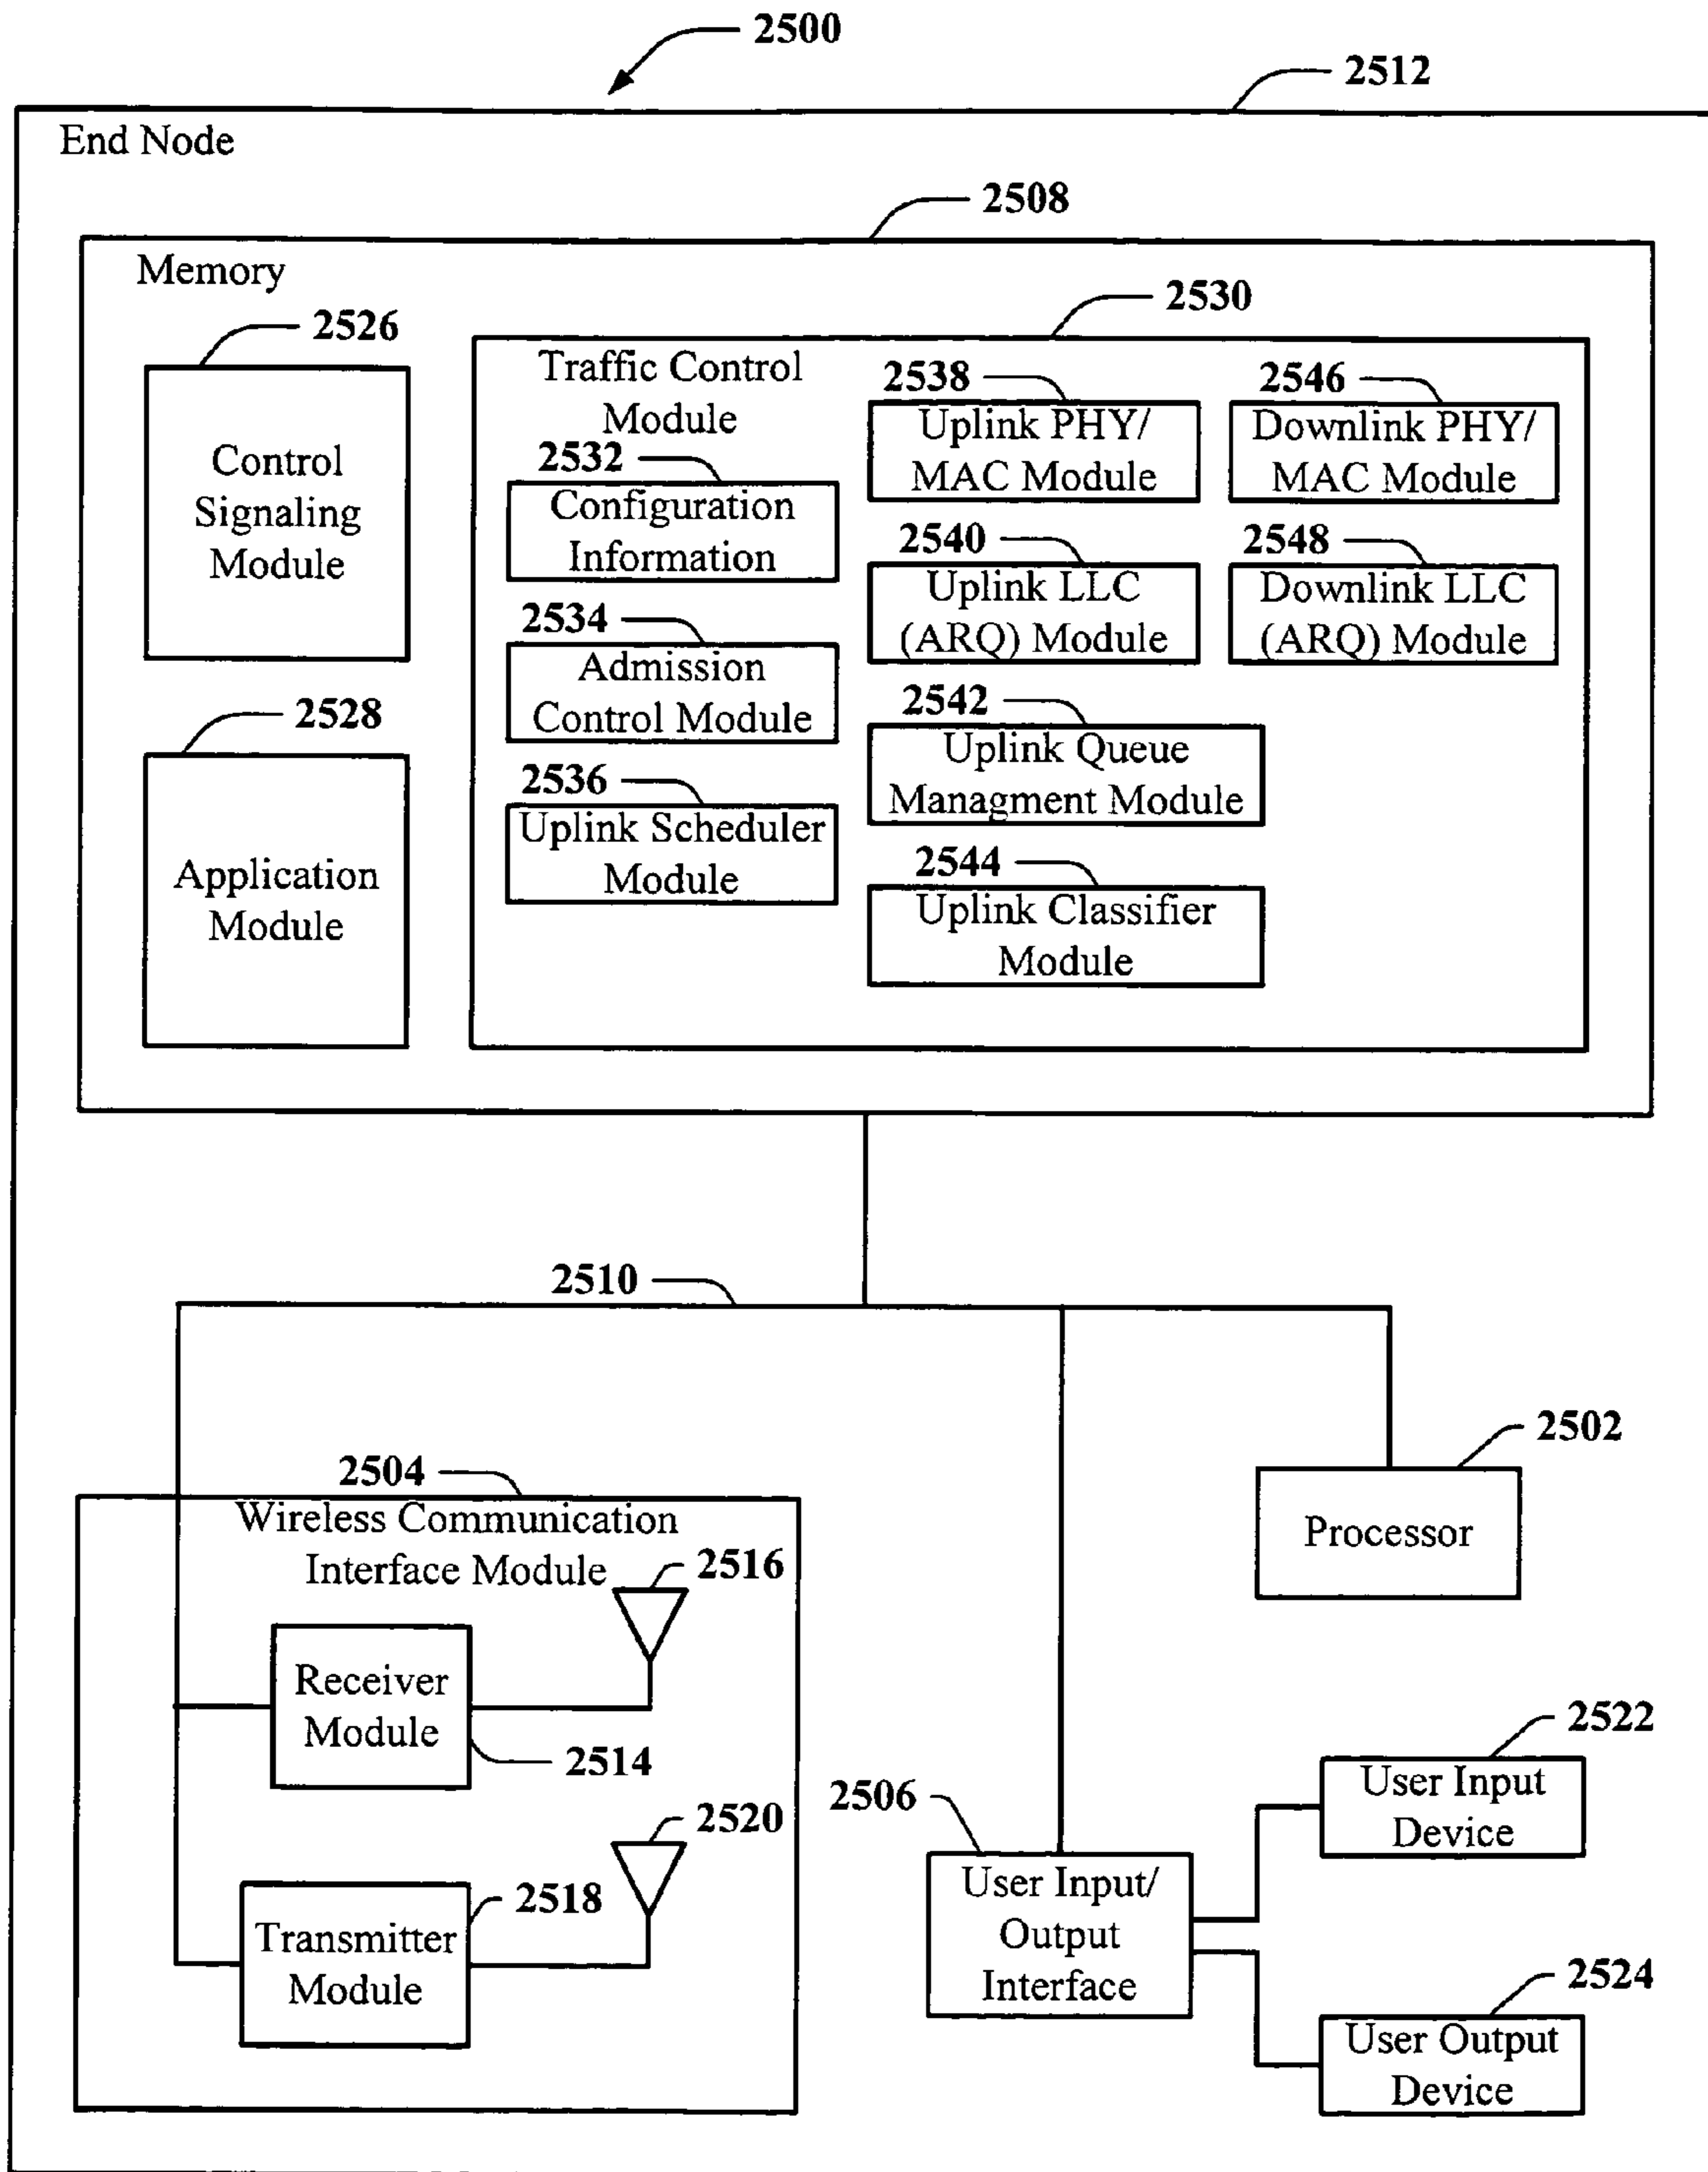 2500
2512
End Node
2508
Memory
2530
2526
Control
Signaling
Module
2528
Application
Module
Traffic Control
Module
2532
Configuration
Information
2534
Admission
Control Module
2536
Uplink Scheduler
Module
2538
Uplink PHY/
MAC Module
2540
Uplink LLC
(ARQ) Module
2542
Uplink Queue
Managment Module
2544
Uplink Classifier
Module
2546
Downlink PHY/
MAC Module
2548
Downlink LLC
(ARQ) Module
2510
2504
Wireless Communication
Interface Module
2516
Receiver
Module
2514
2520
2518
Transmitter
Module
2502
Processor
2506
User Input/
Output
Interface
2522
User Input
Device
2524
User Output
Device